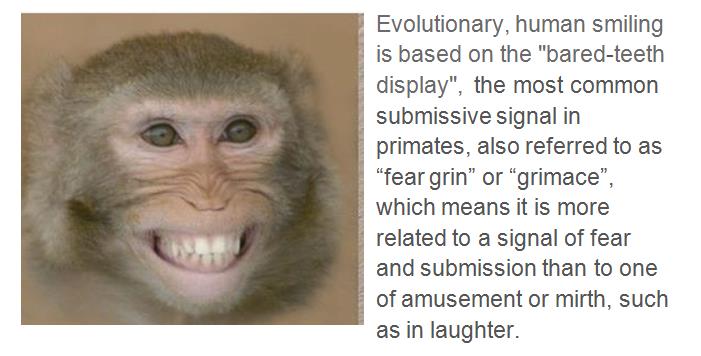 Evolutionary, human smiling
is based on the "bared-teeth
display", the most common
submissive signal in
primates, also referred to as
“fear grin” or “grimace”,
which means it is more
related to a signal of fear
and submission than to one
of amusement or mirth, such
as in laughter.